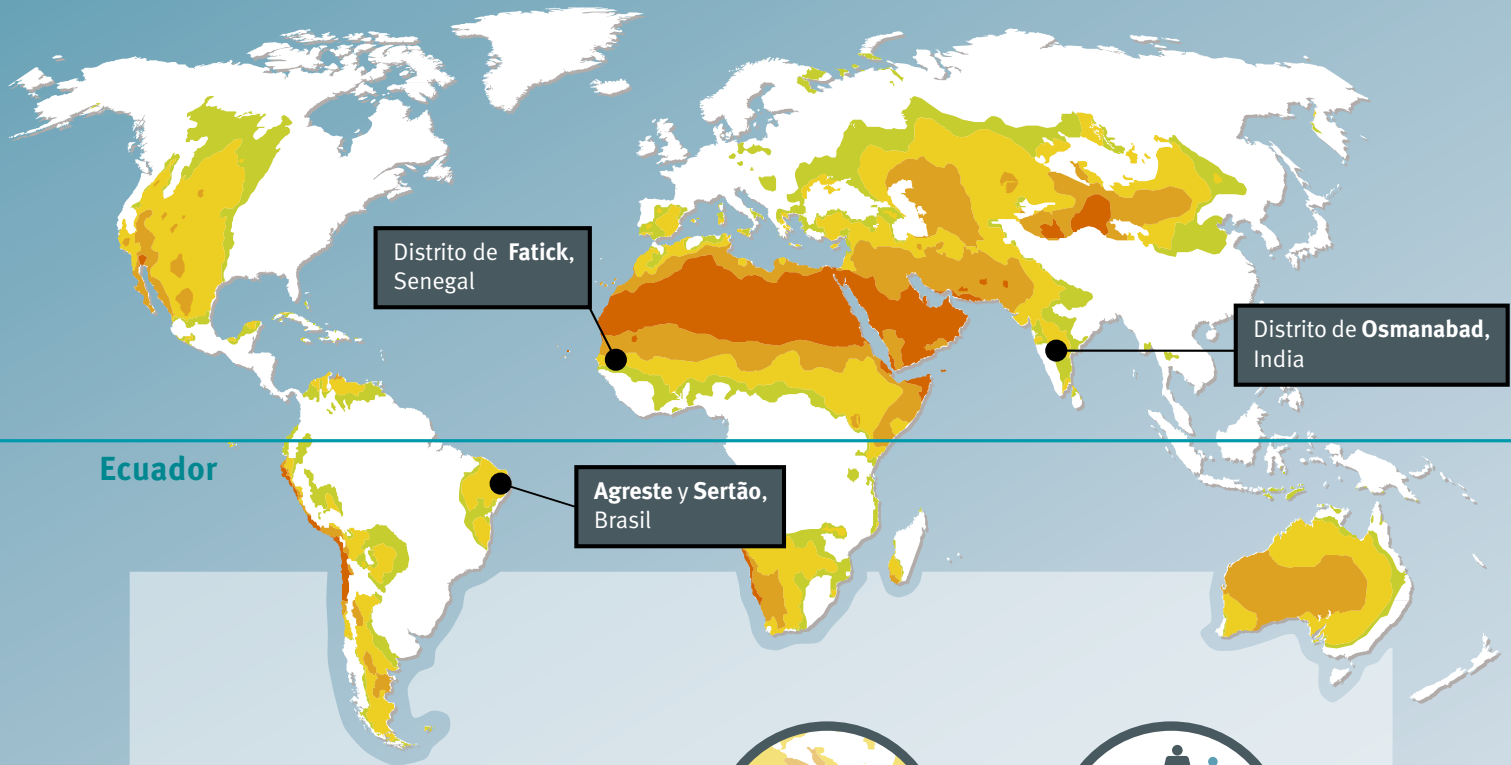 Distrito de Fatick,
Senegal
Distrito de Osmanabad,
India
Ecuador
Agreste y Sertão,
Brasil